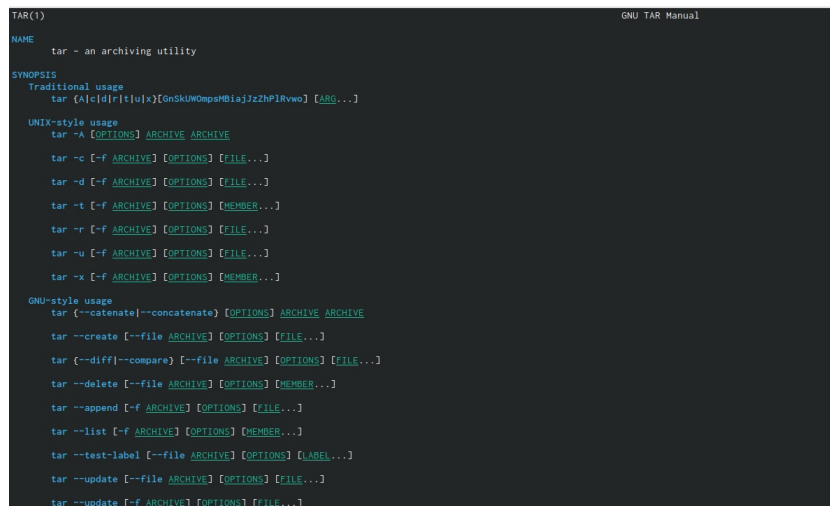 TAR(1) GNU TAR Manual
NAME
tar - an archiving utility
SYNOPSIS
Traditional usage
tar {A|c|d|r|t|u|x}[GnSkUWOmpsMBiajJzZhPlRvwo] [ARG...]
UNIX-style usage
tar -A [OPTIONS] ARCHIVE ARCHIVE
tar -c [-f ARCHIVE] [OPTIONS] [FILE...]
tar -d [-f ARCHIVE] [OPTIONS] [FILE...]
tar -t [-f ARCHIVE] [OPTIONS] [MEMBER...]
tar -r [-f ARCHIVE] [OPTIONS] [FILE...]
tar -u [-f ARCHIVE] [OPTIONS] [FILE...]
tar -x [-f ARCHIVE] [OPTIONS] [MEMBER...]
GNU-style usage
tar {--catenate|--concatenate} [OPTIONS] ARCHIVE ARCHIVE
tar --create [--file ARCHIVE] [OPTIONS] [FILE...]
tar {--diff|--compare} [--file ARCHIVE] [OPTIONS] [FILE...]
tar --delete [--file ARCHIVE] [OPTIONS] [MEMBER...]
tar --append [-f ARCHIVE] [OPTIONS] [FILE...]
tar --list [-f ARCHIVE] [OPTIONS] [MEMBER...]
tar --test-label [--file ARCHIVE] [OPTIONS] [LABEL...]
tar --update [--file ARCHIVE] [OPTIONS] [FILE...]
tar --update [-f ARCHIVE] [OPTIONS] [FILE...]